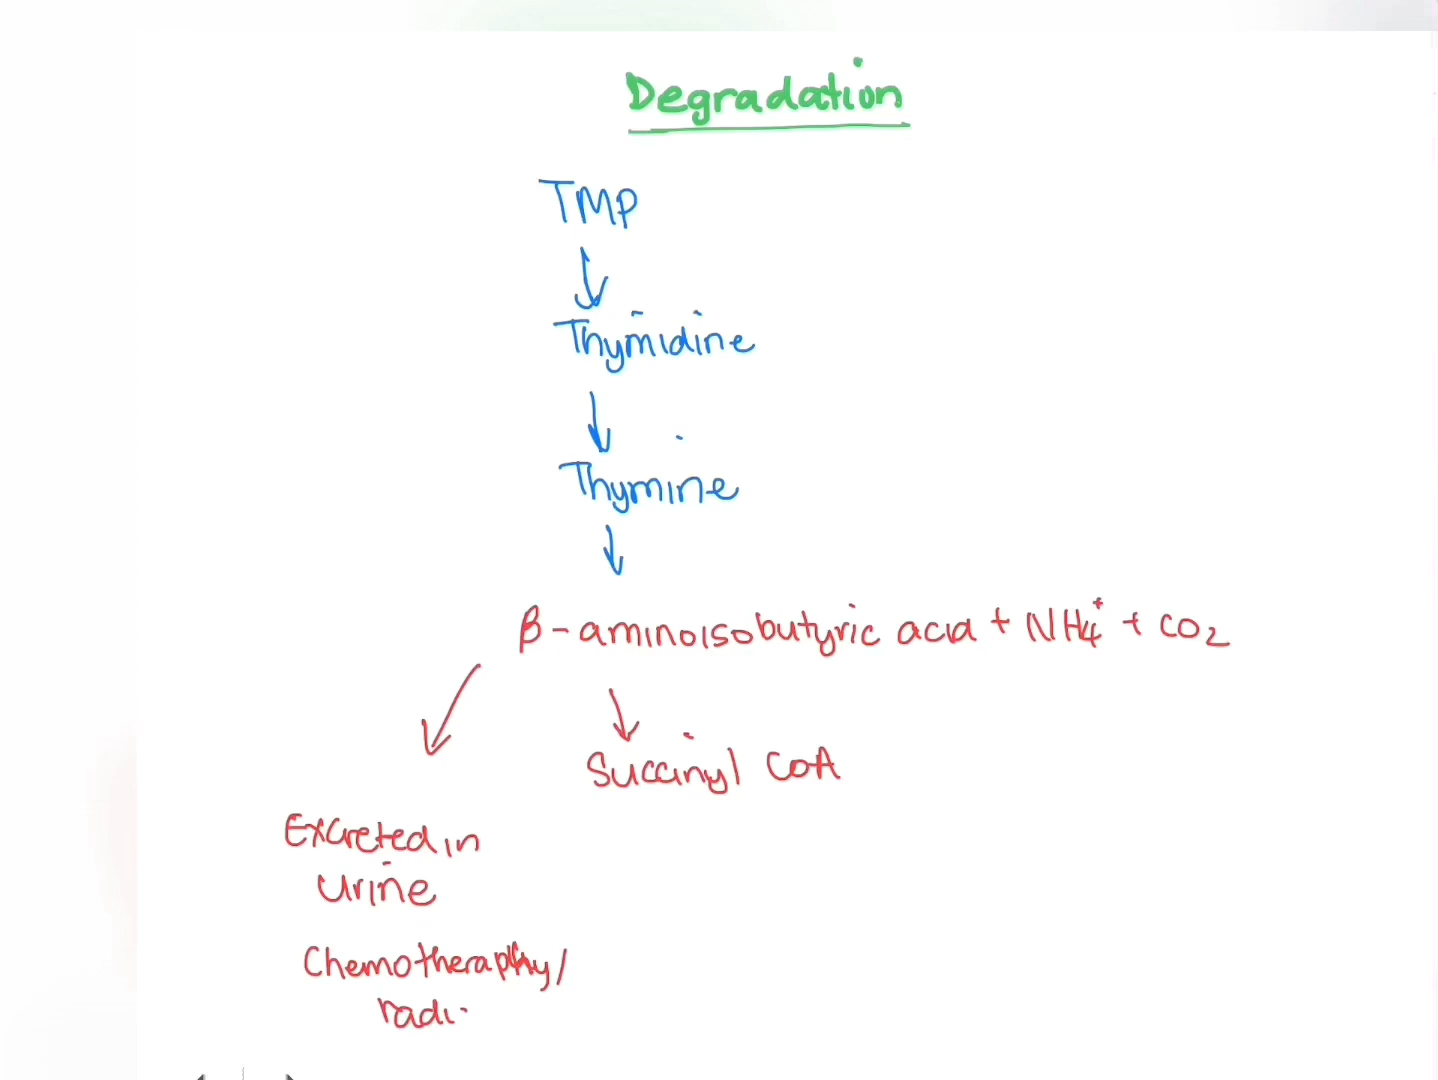 Degradation
TMP
Thymidine
Thymine
β-aminoisobutyric acid + NH4+ + CO2
Succinyl CoA
Excreted in
urine
Chemotheraphy/
radi